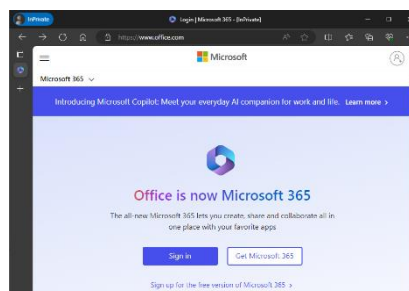 InPrivate
Login | Microsoft 365 - [InPrivate]
https://www.office.com
Microsoft
Microsoft 365
Introducing Microsoft Copilot: Meet your everyday AI companion for work and life. Learn more >
Office is now Microsoft 365
The all-new Microsoft 365 lets you create, share and collaborate all in
one place with your favorite apps
Sign in
Get Microsoft 365
Sign up for the free version of Microsoft 365 >